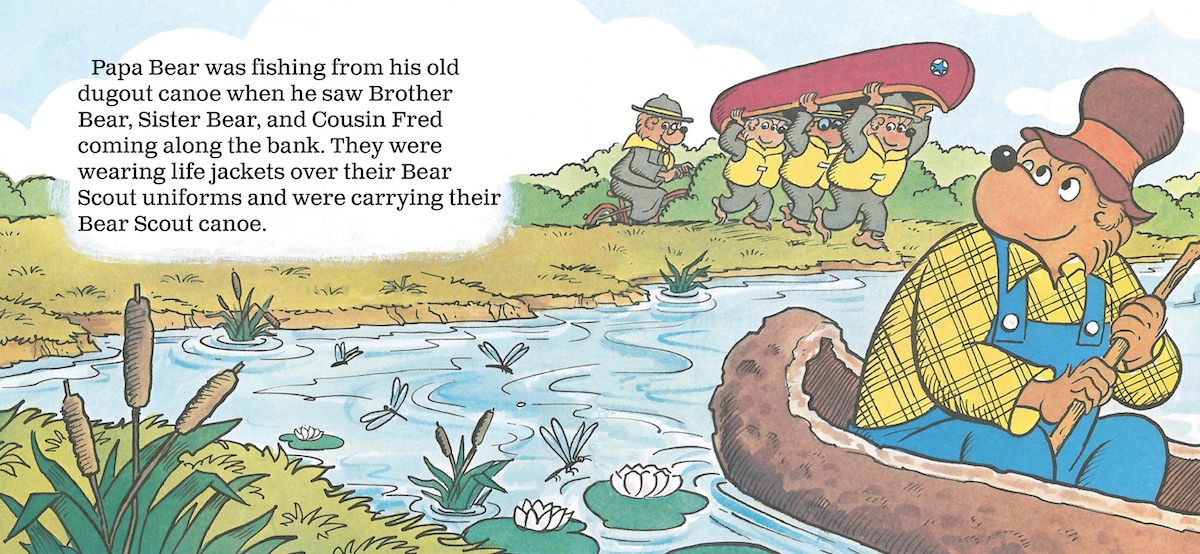 Papa Bear was fishing from his old
dugout canoe when he saw Brother
Bear, Sister Bear, and Cousin Fred
coming along the bank. They were
wearing life jackets over their Bear
Scout uniforms and were carrying their
Bear Scout canoe.